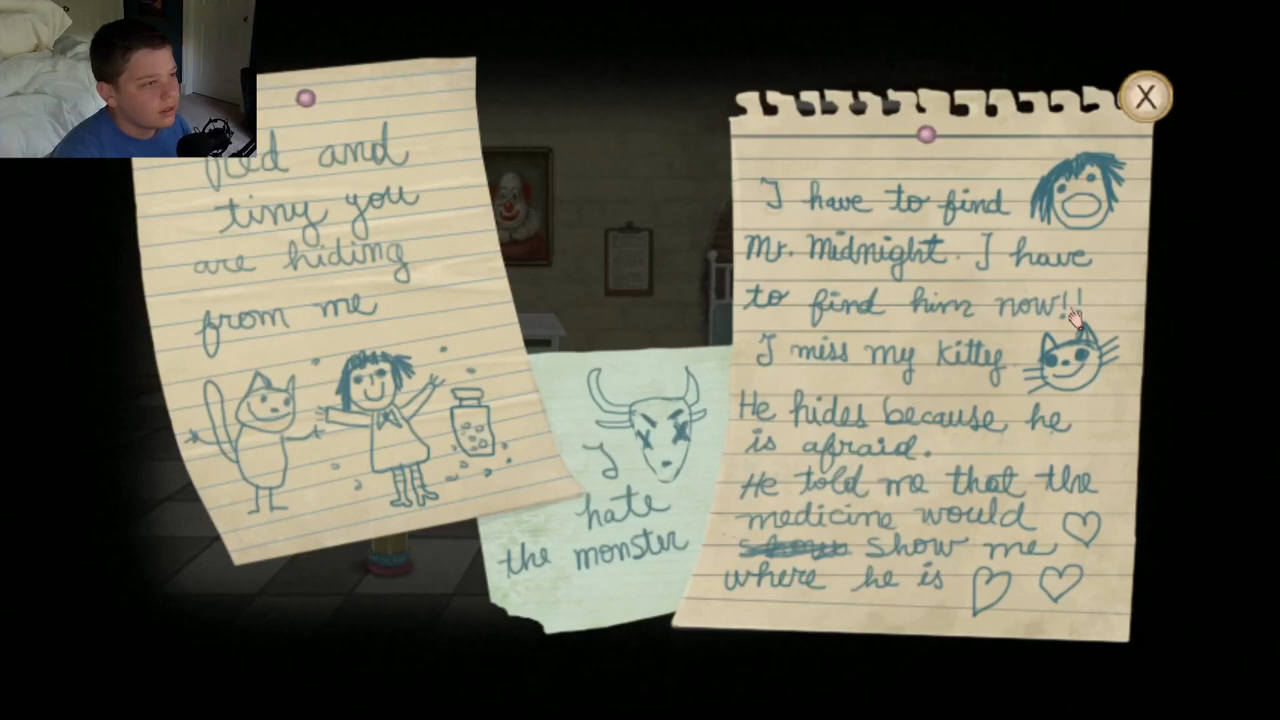 Red and
tiny you
are hiding
from me
I
hate
the monster
X
I have to find
Mr. Midnight. I have
to find him now!!
I miss my kitty
He hides because he
is afraid.
He told me that the
medicine would
show me
where he is